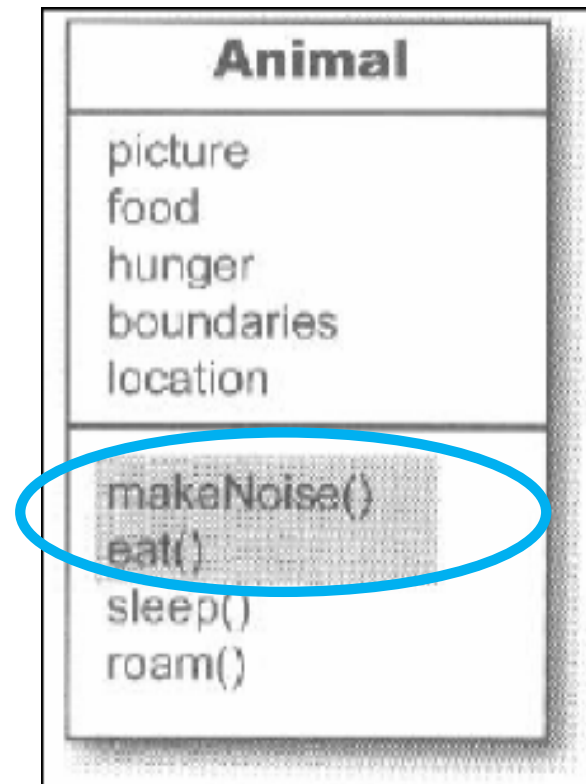 Animal
picture
food
hunger
boundaries
location
makeNoise()
eat()
sleep()
roam()